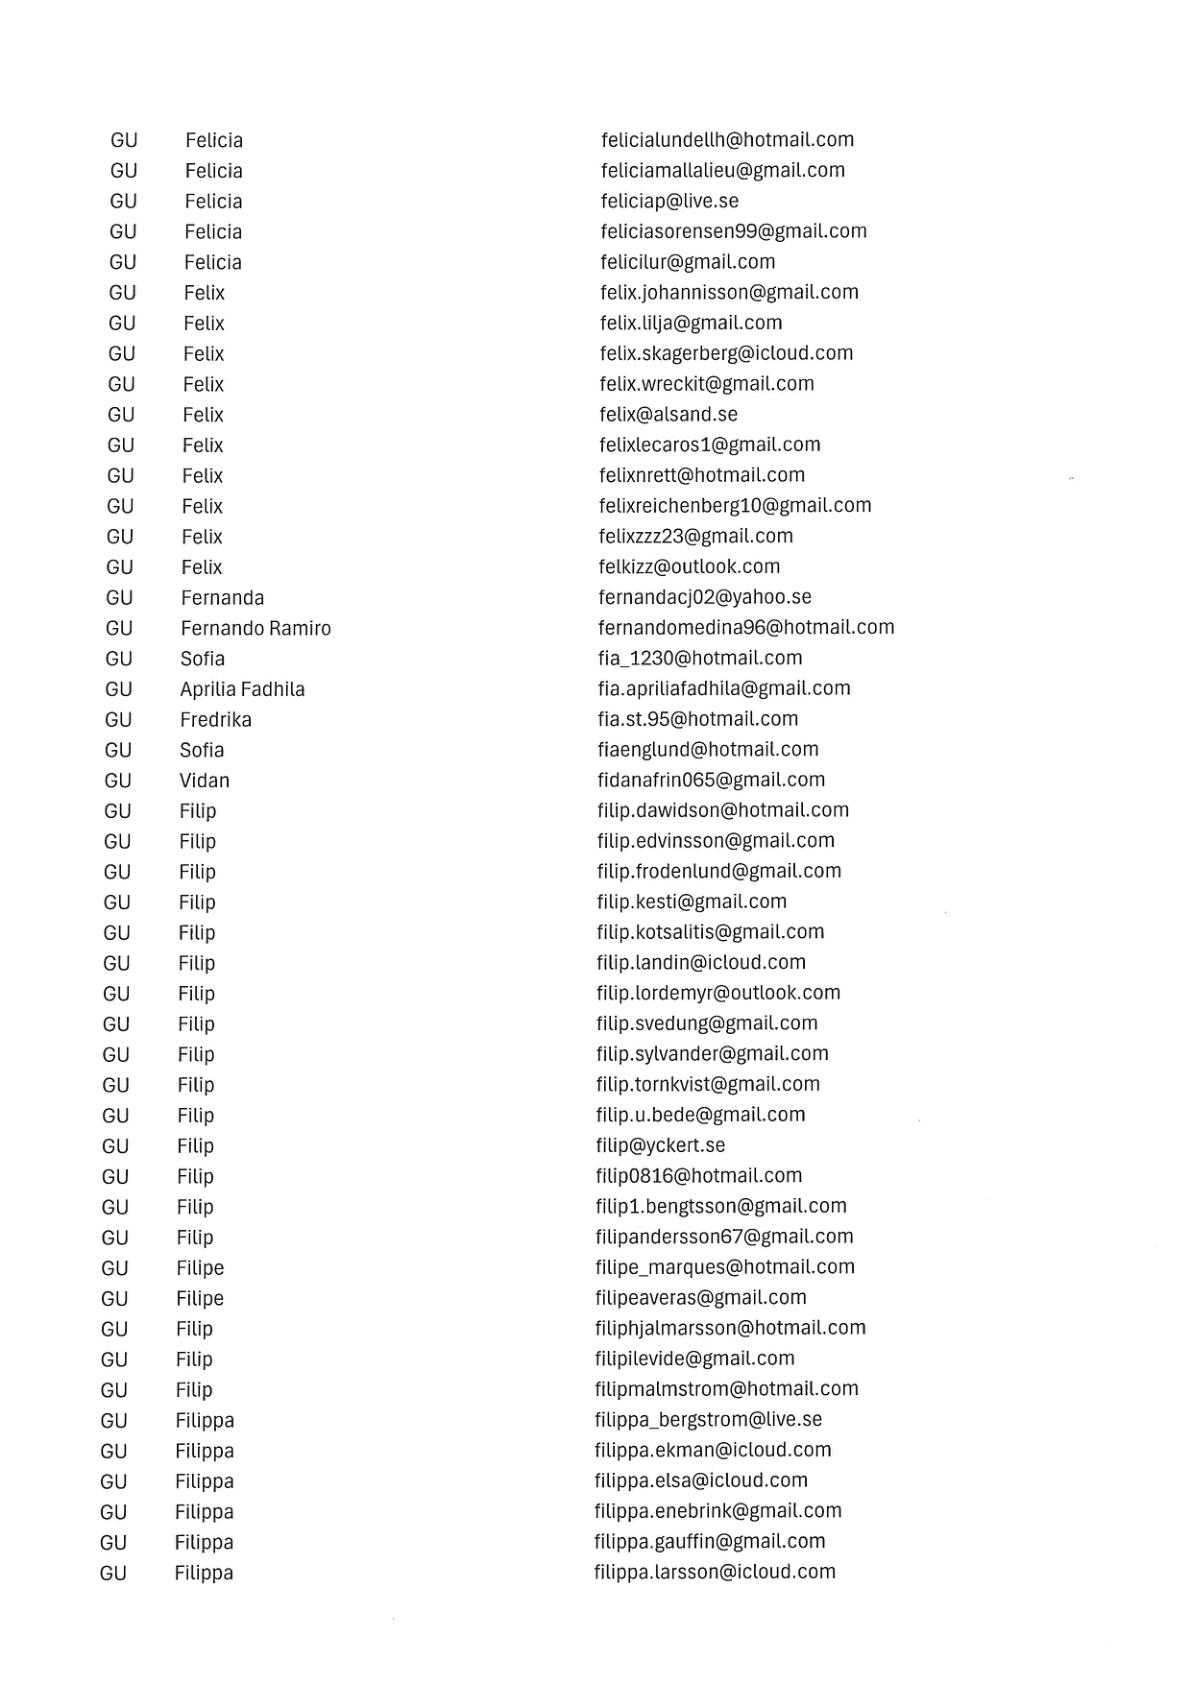 GU Felicia felicialundellh@hotmail.com
GU Felicia feliciamallalieu@gmail.com
GU Felicia feliciap@live.se
GU Felicia feliciasorensen99@gmail.com
GU Felicia felicilur@gmail.com
GU Felix felix.johannisson@gmail.com
GU Felix felix.lilja@gmail.com
GU Felix felix.skagerberg@icloud.com
GU Felix felix.wreckit@gmail.com
GU Felix felix@alsand.se
GU Felix felixlecaros1@gmail.com
GU Felix felixnrett@hotmail.com
GU Felix felixreichenberg10@gmail.com
GU Felix felixzzz23@gmail.com
GU Felix felkizz@outlook.com
GU Fernanda fernandacj02@yahoo.se
GU Fernando Ramiro fernandomedina96@hotmail.com
GU Sofia fia_1230@hotmail.com
GU Aprilia Fadhila fia.apriliafadhila@gmail.com
GU Fredrika fia.st.95@hotmail.com
GU Sofia fiaenglund@hotmail.com
GU Vidan fidanafrin065@gmail.com
GU Filip filip.dawidson@hotmail.com
GU Filip filip.edvinsson@gmail.com
GU Filip filip.frodenlund@gmail.com
GU Filip filip.kesti@gmail.com
GU Filip filip.kotsalitis@gmail.com
GU Filip filip.landin@icloud.com
GU Filip filip.lordemyr@outlook.com
GU Filip filip.svedung@gmail.com
GU Filip filip.sylvander@gmail.com
GU Filip filip.tornkvist@gmail.com
GU Filip filip.u.bede@gmail.com
GU Filip filip@yckert.se
GU Filip filip0816@hotmail.com
GU Filip filip1.bengtsson@gmail.com
GU Filip filipandersson67@gmail.com
GU Filipe filipe_marques@hotmail.com
GU Filipe filipeaveras@gmail.com
GU Filip filiphjalmarsson@hotmail.com
GU Filip filipilevide@gmail.com
GU Filip filipmalmstrom@hotmail.com
GU Filippa filippa_bergstrom@live.se
GU Filippa filippa.ekman@icloud.com
GU Filippa filippa.elsa@icloud.com
GU Filippa filippa.enebrink@gmail.com
GU Filippa filippa.gauffin@gmail.com
GU Filippa filippa.larsson@icloud.com